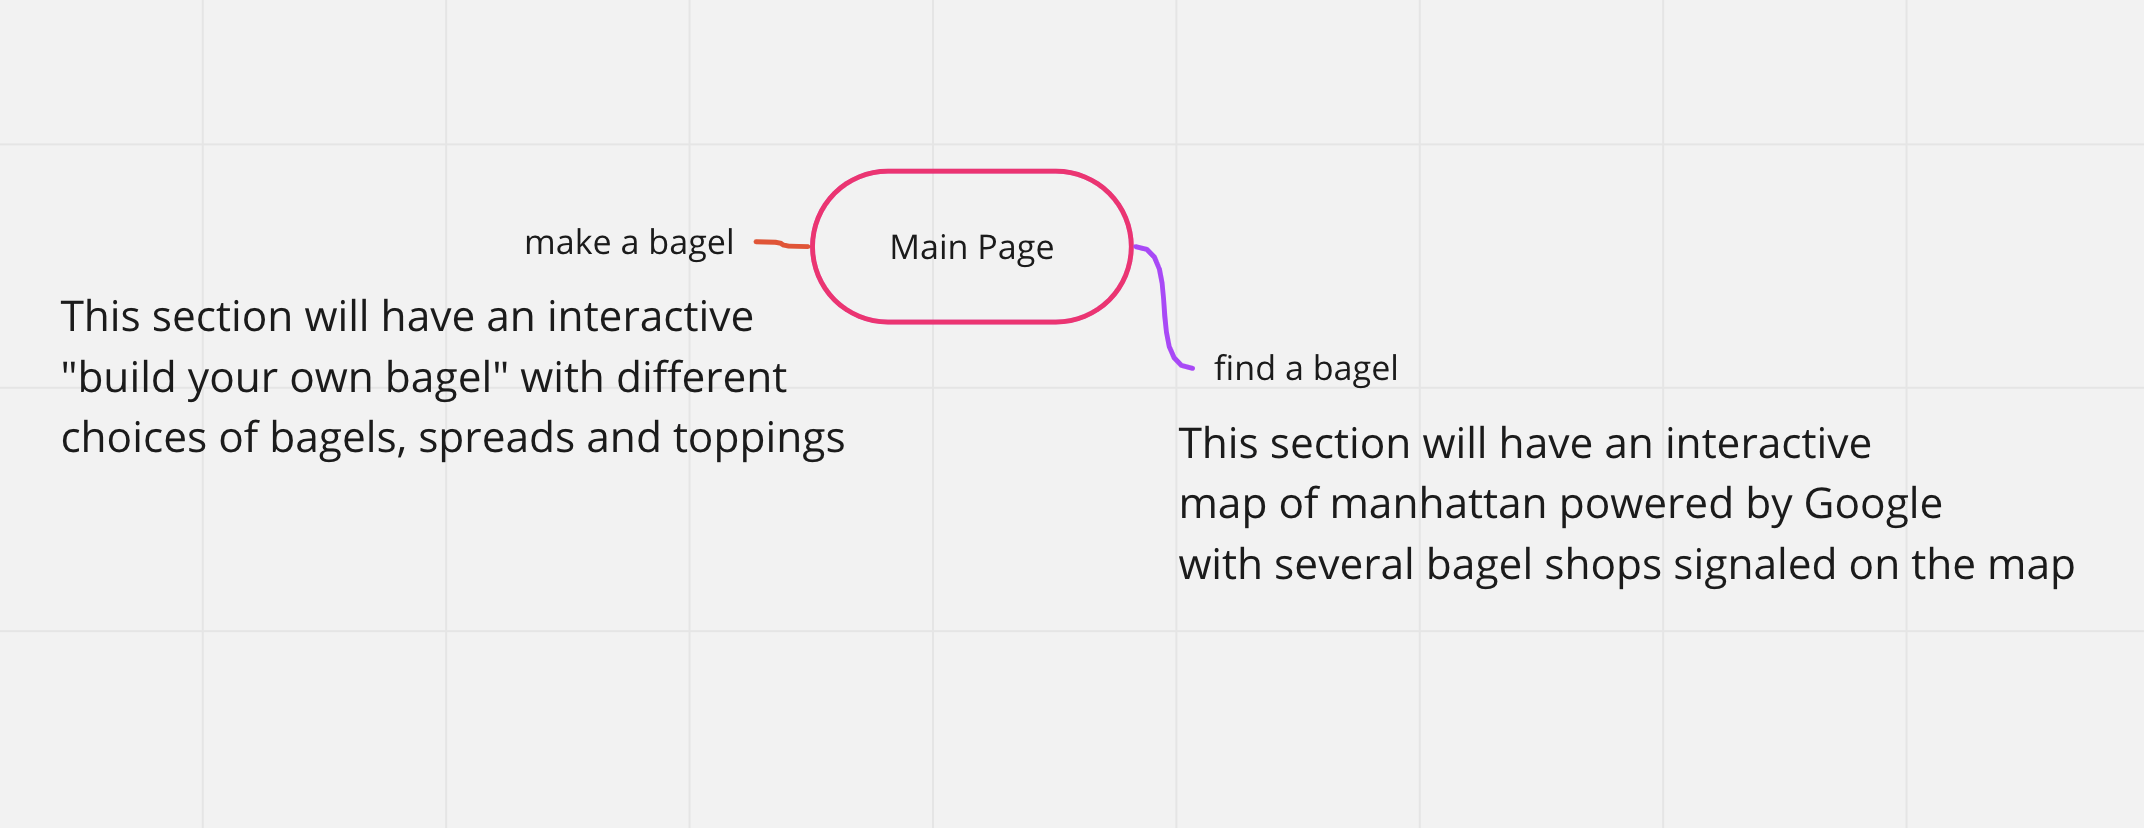 make a bagel
Main Page
This section will have an interactive
"build your own bagel" with different
choices of bagels, spreads and toppings
find a bagel
This section will have an interactive
map of manhattan powered by Google
with several bagel shops signaled on the map